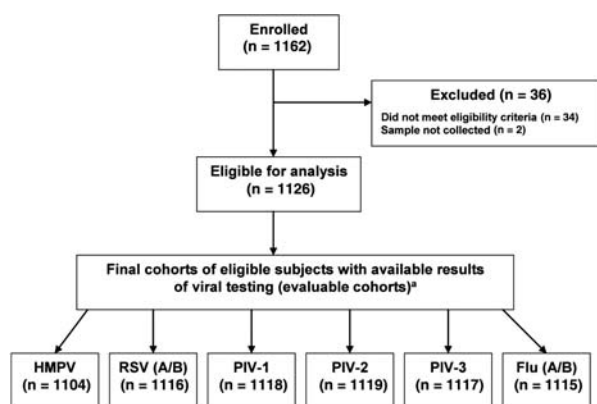 Enrolled
(n = 1162)
Excluded (n = 36)
Did not meet eligibility criteria (n = 34)
Sample not collected (n = 2)
Eligible for analysis
(n = 1126)
Final cohorts of eligible subjects with available results
of viral testing (evaluable cohorts)ª
HMPV
(n = 1104)
RSV (A/B)
(n = 1116)
PIV-1
(n = 1118)
PIV-2
(n = 1119)
PIV-3
(n = 1117)
Flu (A/B)
(n = 1115)